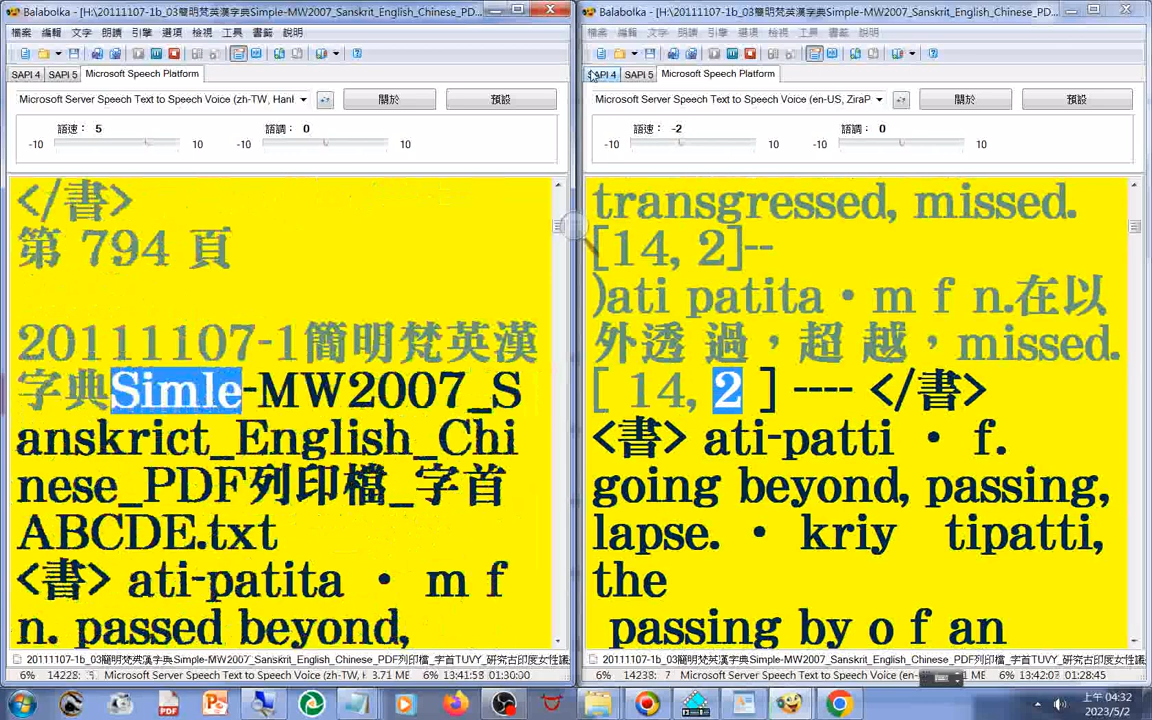 Balabolka - [H:\20111107-1b_03簡明梵英漢字典Simple-MW2007_Sanskrit_English_Chinese_PD...
檔案 編輯 文字 朗讀 引擎 選項 檢視 工具 書籤 說明
SAPI 4 SAPI 5 Microsoft Speech Platform
Microsoft Server Speech Text to Speech Voice (zh-TW, Hanl 關於 預設
語速： 5 語調： 0
-10 10 -10 10
</書>
第 794 頁
20111107-1簡明梵英漢
字典Simle-MW2007_S
anskrict_English_Chi
nese_PDF列印檔_字首
ABCDE.txt
<書> ati-patita • m f
n. passed beyond,
20111107-1b_03簡明梵英漢字典Simple-MW2007_Sanskrit_English_Chinese_PDF列印檔_字首TUVY_研究古印度女性議
6% 14228: Microsoft Server Speech Text to Speech Voice (zh-TW, H 3.71 MB 6% 13:41:55 01:30:00
Balabolka - [H:\20111107-1b_03簡明梵英漢字典Simple-MW2007_Sanskrit_English_Chinese_PD...
檔案 編輯 文字 朗讀 引擎 選項 檢視 工具 書籤 說明
SAPI 4 SAPI 5 Microsoft Speech Platform
Microsoft Server Speech Text to Speech Voice (en-US, ZiraP 關於 預設
語速： -2 語調： 0
-10 10 -10 10
transgressed, missed.
[14, 2]--
)ati patita • m f n.在以
外透 過，超 越，missed.
[ 14, 2 ] ---- </書>
<書> ati-patti • f.
going beyond, passing,
lapse. • kriy tipatti,
the
passing by o f an
20111107-1b_03簡明梵英漢字典Simple-MW2007_Sanskrit_English_Chinese_PDF列印檔_字首TUVY_研究古印度女性議
6% 14238: 7 Microsoft Server Speech Text to Speech Voice (en-U 6% 13:42:07 01:28:45
上午 04:32
2023/5/2